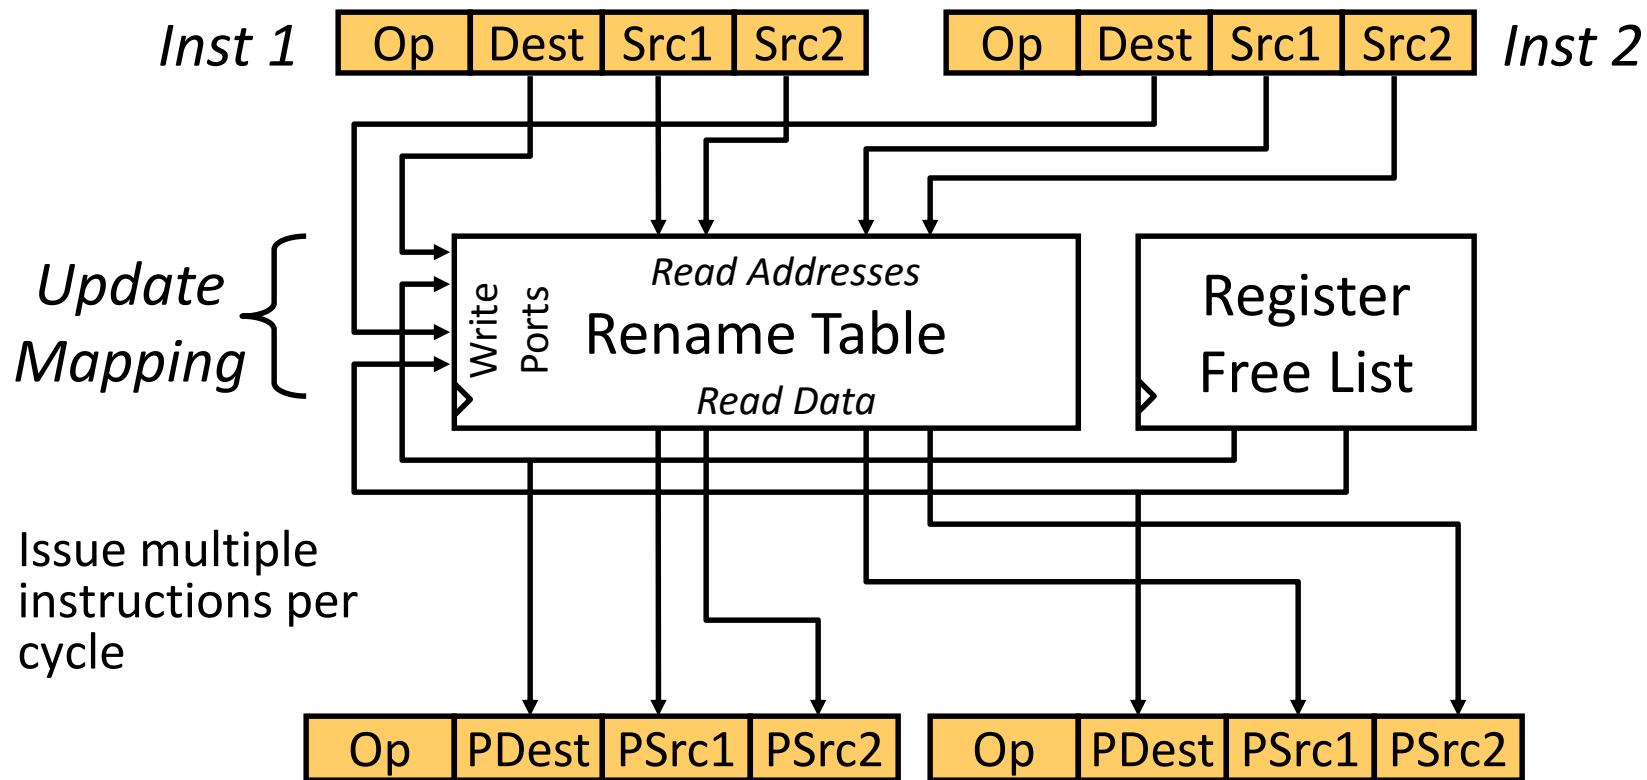 Inst 1
Op Dest Src1 Src2
Op Dest Src1 Src2
Inst 2
Update
Mapping
Read Addresses
Write
Ports
Rename Table
Read Data
Register
Free List
Issue multiple
instructions per
cycle
Op PDest PSrc1 PSrc2
Op PDest PSrc1 PSrc2